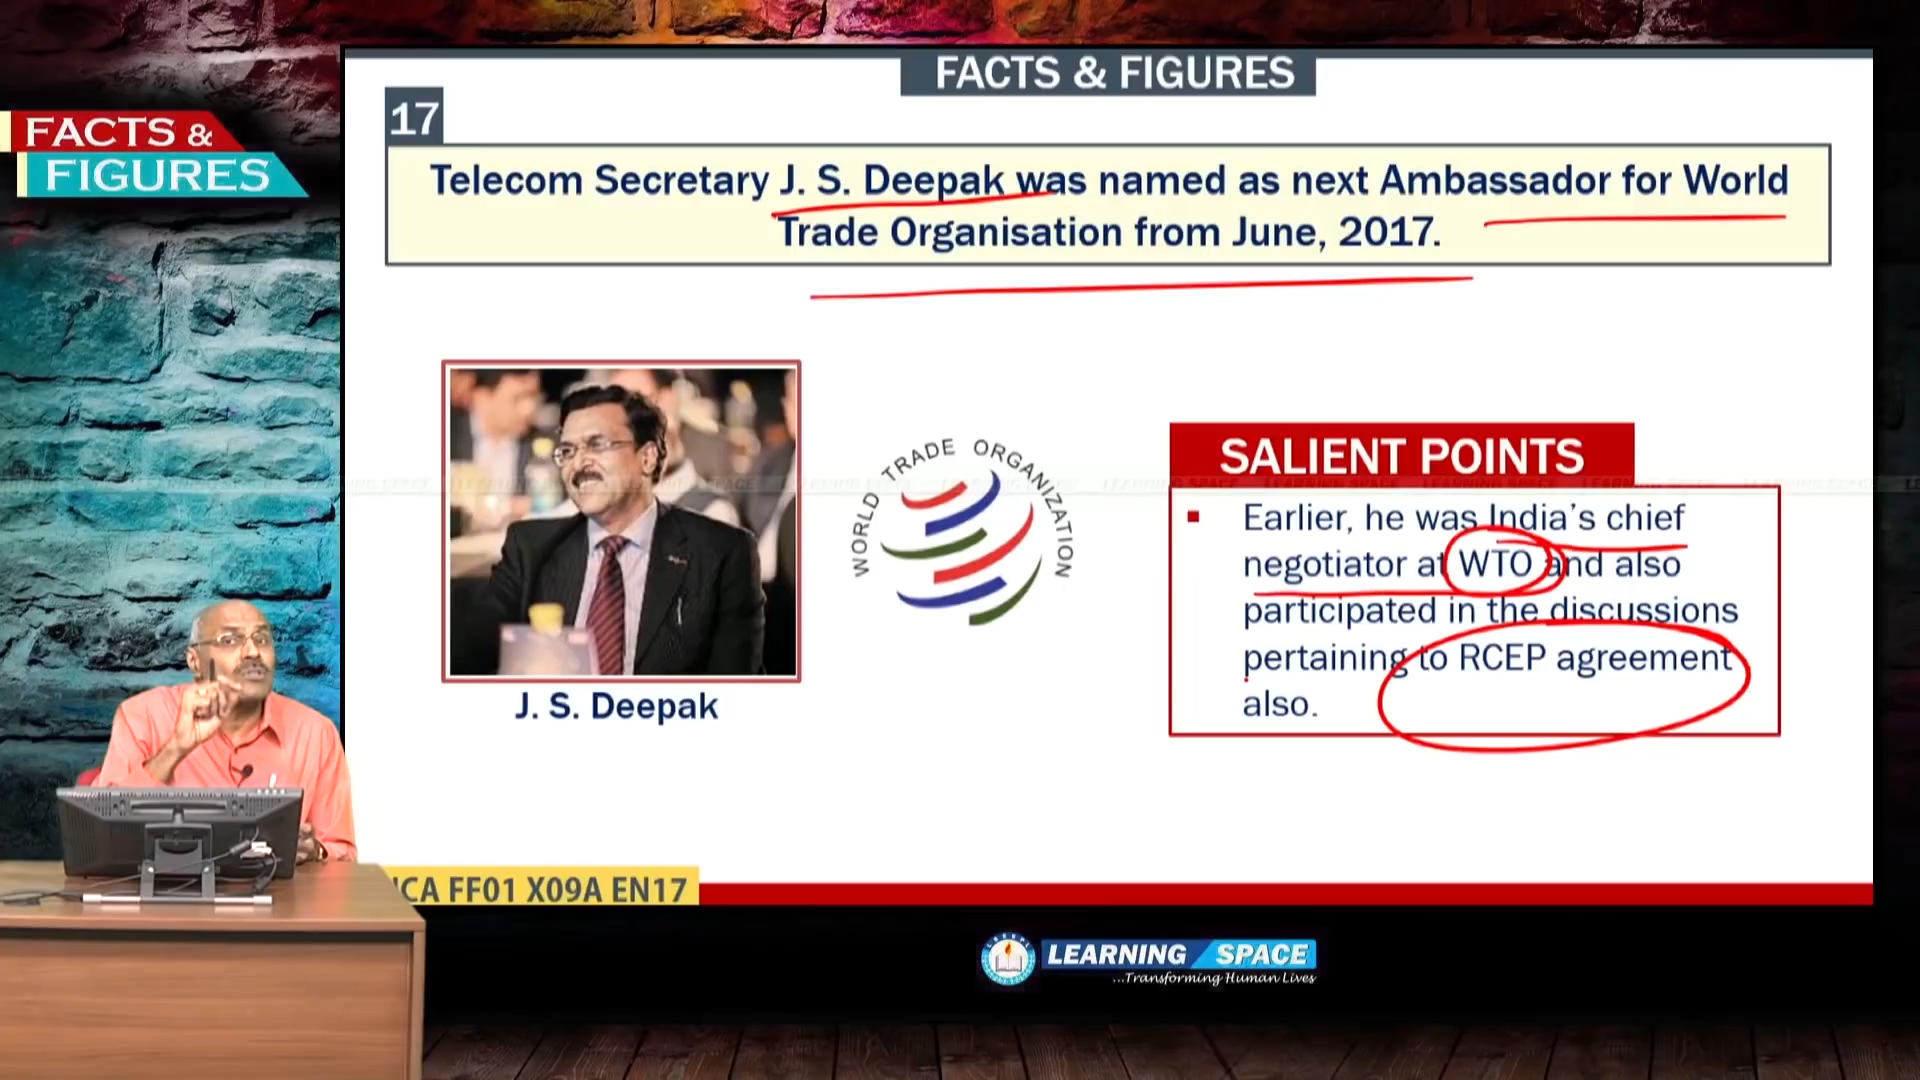 FACTS & FIGURES
17
FACTS &
FIGURES
Telecom Secretary J. S. Deepak was named as next Ambassador for World
Trade Organisation from June, 2017.
WORLD TRADE ORGANIZATION
SALIENT POINTS
Earlier, he was India's chief
negotiator at WTO and also
participated in the discussions
pertaining to RCEP agreement
also.
J. S. Deepak
ICA FF01 X09A EN17
LEARNING SPACE
...Transforming Human Lives